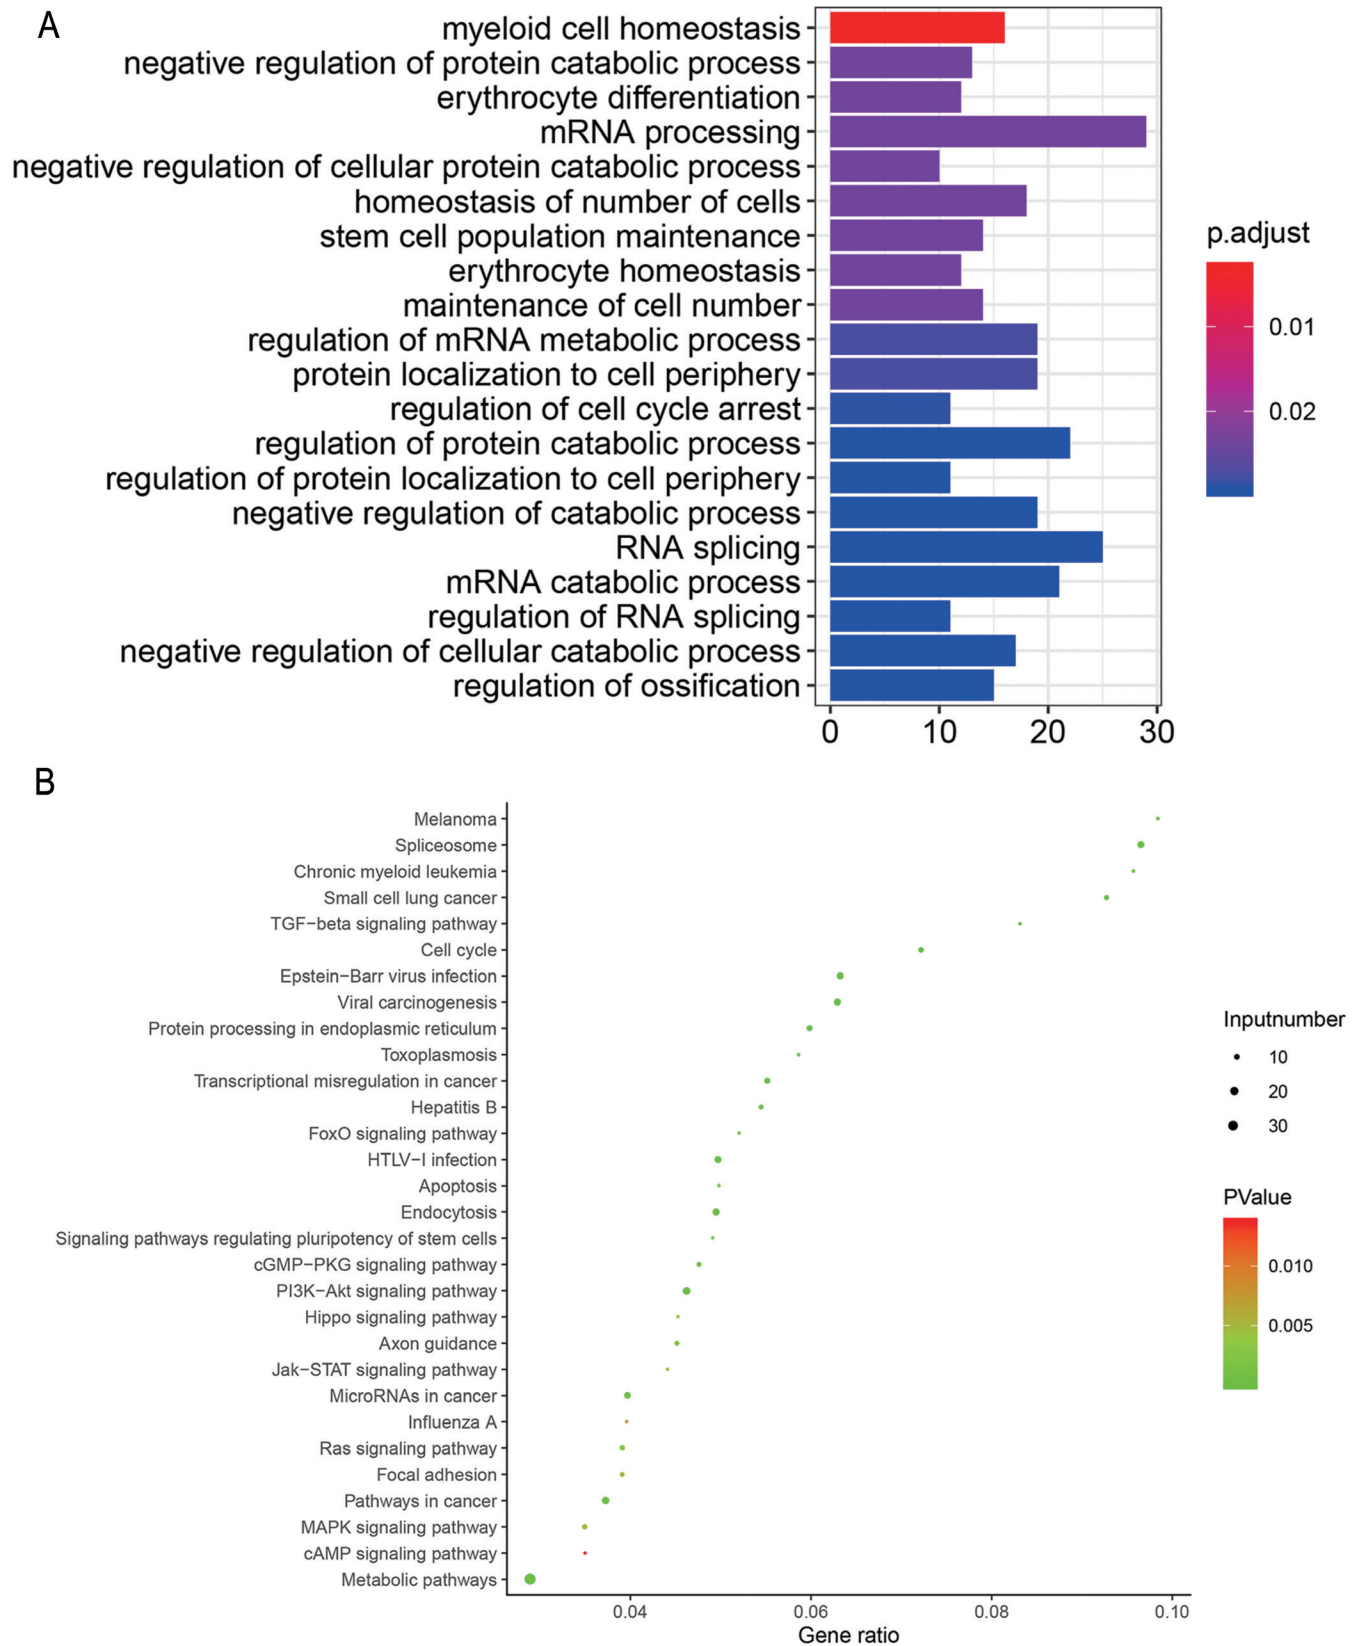 A
myeloid cell homeostasis
negative regulation of protein catabolic process
erythrocyte differentiation
mRNA processing
negative regulation of cellular protein catabolic process
homeostasis of number of cells
stem cell population maintenance
erythrocyte homeostasis
maintenance of cell number
regulation of mRNA metabolic process
protein localization to cell periphery
regulation of cell cycle arrest
regulation of protein catabolic process
regulation of protein localization to cell periphery
negative regulation of catabolic process
RNA splicing
mRNA catabolic process
regulation of RNA splicing
negative regulation of cellular catabolic process
regulation of ossification
0 10 20 30
p.adjust
0.01
0.02
B
Melanoma
Spliceosome
Chronic myeloid leukemia
Small cell lung cancer
TGF−beta signaling pathway
Cell cycle
Epstein−Barr virus infection
Viral carcinogenesis
Protein processing in endoplasmic reticulum
Toxoplasmosis
Transcriptional misregulation in cancer
Hepatitis B
FoxO signaling pathway
HTLV−I infection
Apoptosis
Endocytosis
Signaling pathways regulating pluripotency of stem cells
cGMP−PKG signaling pathway
PI3K−Akt signaling pathway
Hippo signaling pathway
Axon guidance
Jak−STAT signaling pathway
MicroRNAs in cancer
Influenza A
Ras signaling pathway
Focal adhesion
Pathways in cancer
MAPK signaling pathway
cAMP signaling pathway
Metabolic pathways
0.04 0.06 0.08 0.10
Gene ratio
Inputnumber
10
20
30
PValue
0.010
0.005